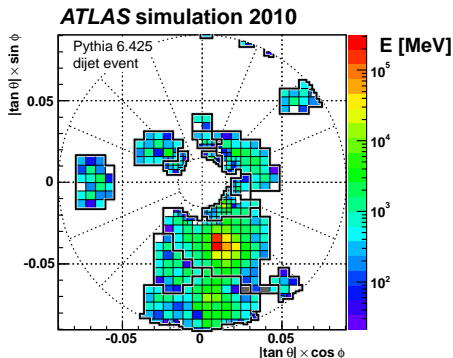 ATLAS simulation 2010
Pythia 6.425
dijet event
E [MeV]
|tan θ| × sin φ
0.05
0
-0.05
-0.05
0
0.05
|tan θ| × cos φ
10⁵
10⁴
10³
10²